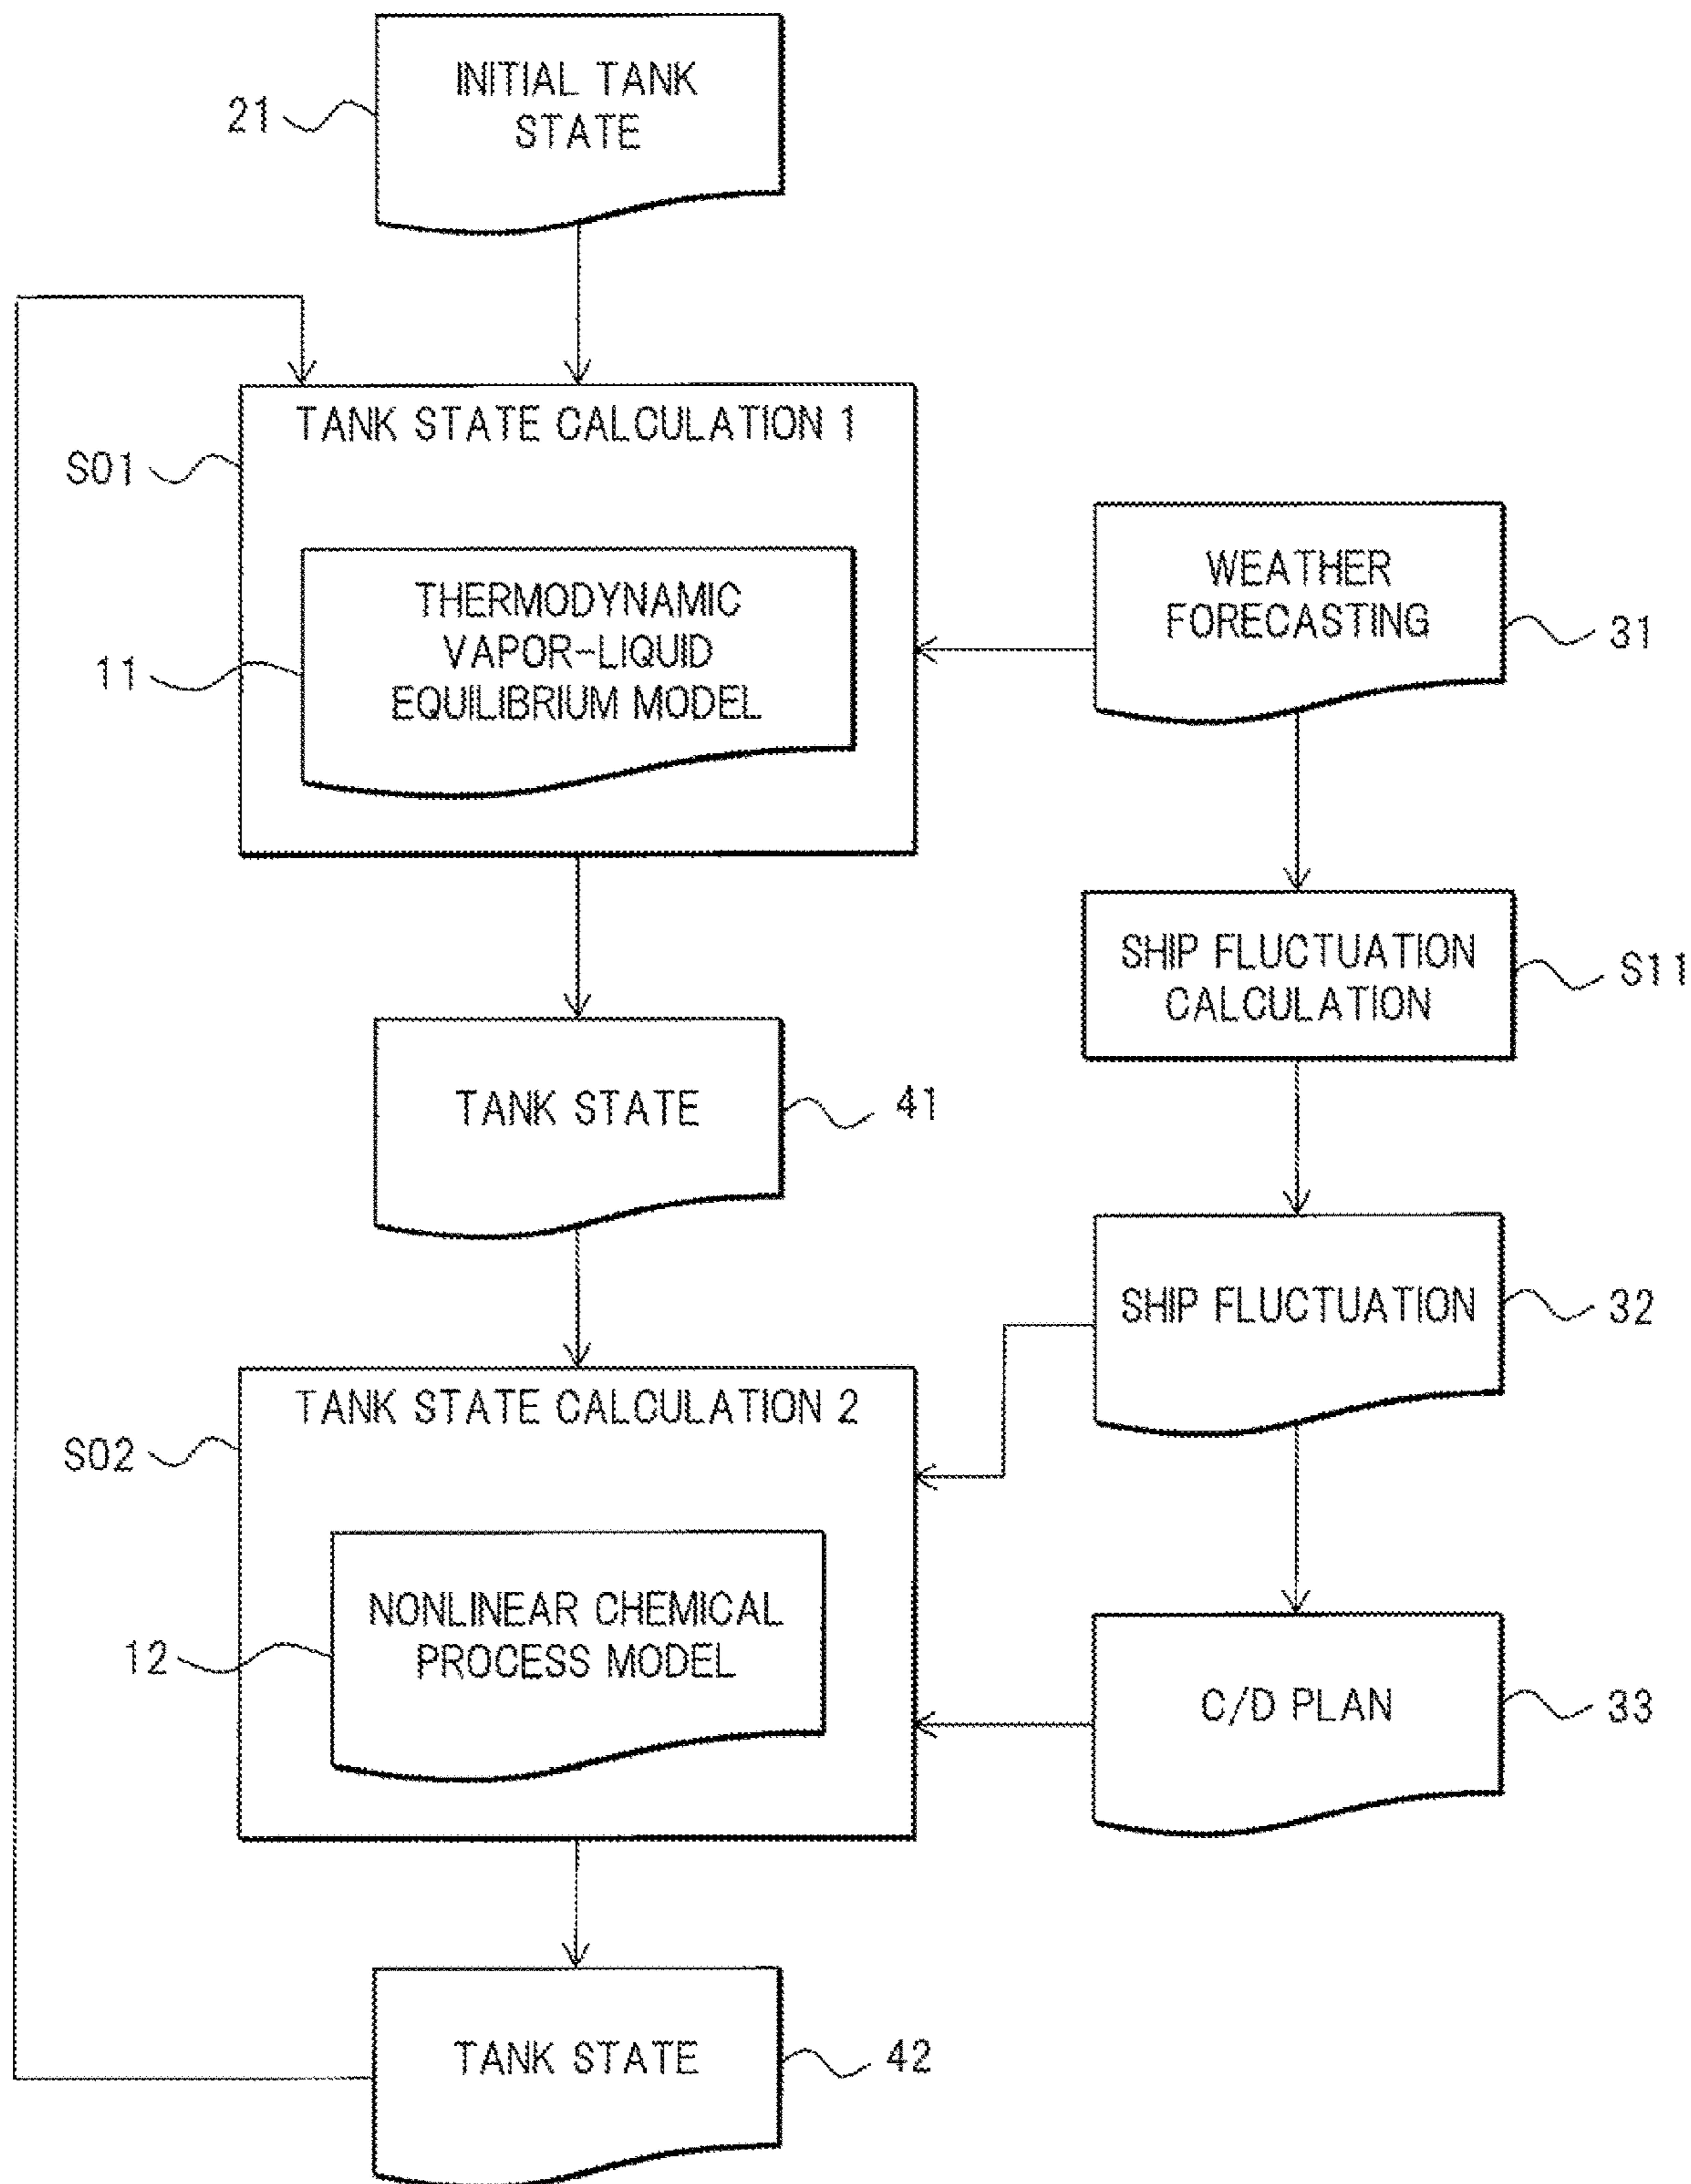 INITIAL TANK
STATE
21
TANK STATE CALCULATION 1
S01
THERMODYNAMIC
VAPOR-LIQUID
EQUILIBRIUM MODEL
11
WEATHER
FORECASTING
31
SHIP FLUCTUATION
CALCULATION
S11
TANK STATE
41
SHIP FLUCTUATION
32
TANK STATE CALCULATION 2
S02
NONLINEAR CHEMICAL
PROCESS MODEL
12
C/D PLAN
33
TANK STATE
42